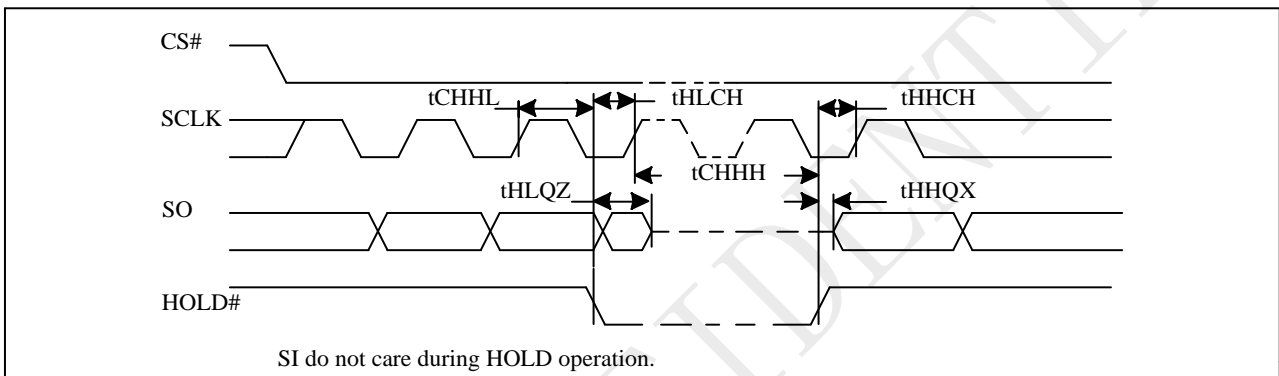 CS#
tCHHL tHLCH tHHCH
SCLK
tCHHH
tHLQZ tHHQX
SO
HOLD#
SI do not care during HOLD operation.